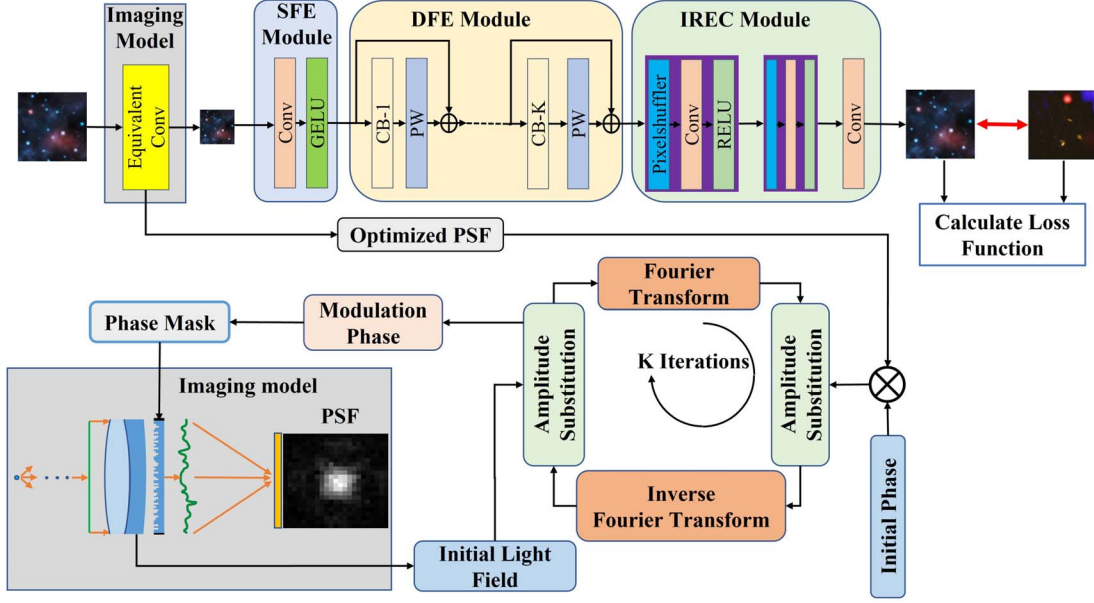 Imaging
Model
Equivalent
Conv
SFE
Module
Conv
GELU
DFE Module
CB-1
PW
CB-K
PW
IREC Module
Pixelshuffler
Conv
RELU
Conv
Calculate Loss
Function
Optimized PSF
Fourier
Transform
Phase Mask
Modulation
Phase
Amplitude
Substitution
K Iterations
Amplitude
Substitution
Imaging model
PSF
Inverse
Fourier Transform
Initial Light
Field
Initial Phase